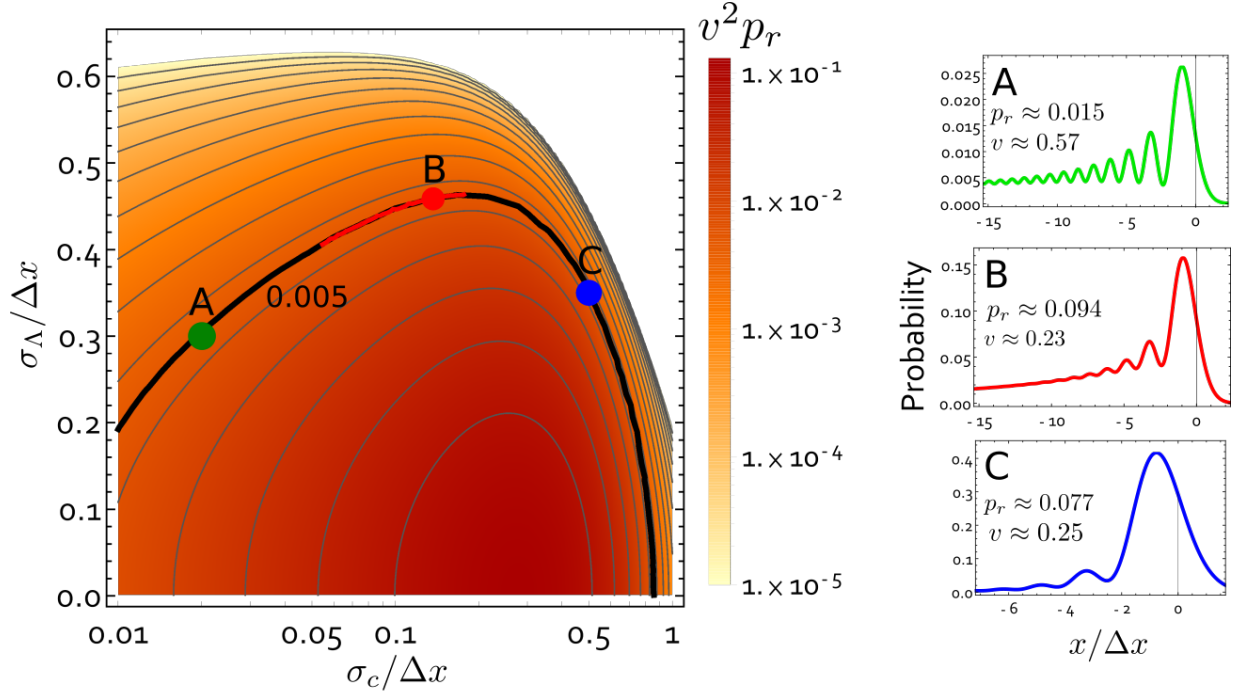 v²pᵣ
0.6
0.5
0.4
0.3
0.2
0.1
0.0
σ_Λ/Δx
A
B
C
0.005
0.01
0.05
0.1
0.5
1
σ_c/Δx
1.×10⁻¹
1.×10⁻²
1.×10⁻³
1.×10⁻⁴
1.×10⁻⁵
Probability
A
pᵣ ≈ 0.015
v ≈ 0.57
0.025
0.020
0.015
0.010
0.005
0.000
-15
-10
-5
0
B
pᵣ ≈ 0.094
v ≈ 0.23
0.15
0.10
0.05
0.00
-15
-10
-5
0
C
pᵣ ≈ 0.077
v ≈ 0.25
0.4
0.3
0.2
0.1
0.0
-6
-4
-2
0
x/Δx